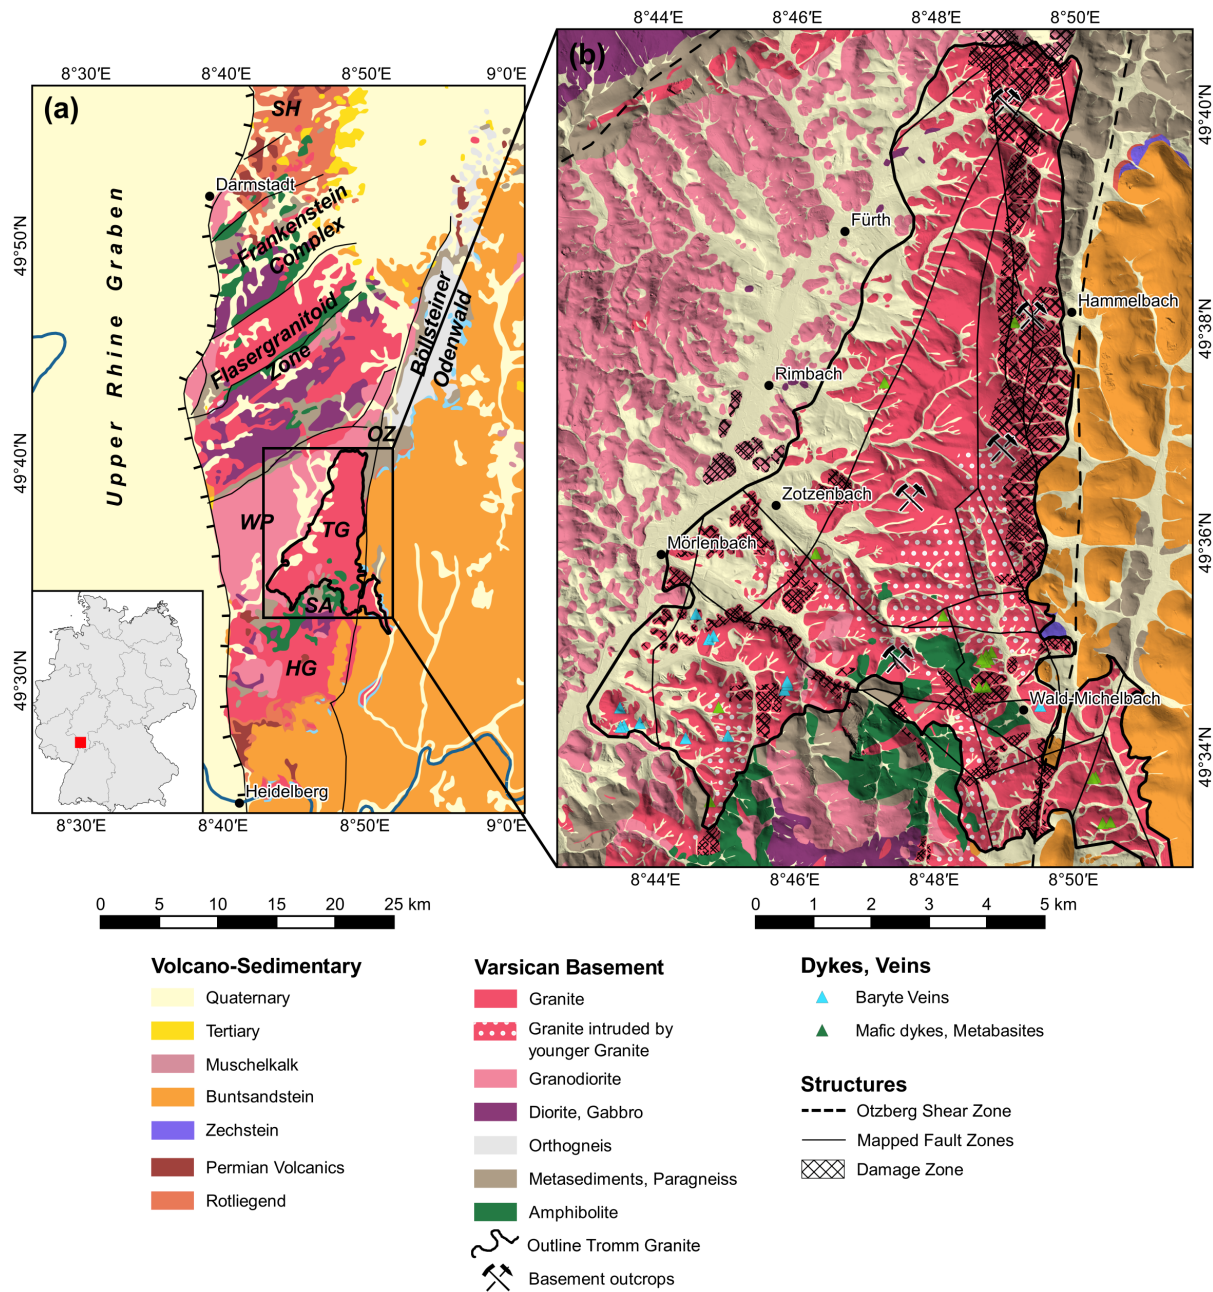 8°44'E 8°46'E 8°48'E 8°50'E
8°30'E 8°40'E 8°50'E 9°0'E
(a)
(b)
SH
Darmstadt
Frankenstein
Complex
Flasergranitoid
Zone
Böllsteiner
Odenwald
Upper Rhine Graben
OZ
WP
TG
SA
HG
Heidelberg
49°50'N
49°40'N
49°30'N
8°30'E 8°40'E 8°50'E 9°0'E
Fürth
Hammelbach
Rimbach
Zotzenbach
Mörlenbach
Wald-Michelbach
49°40'N
49°38'N
49°36'N
49°34'N
8°44'E 8°46'E 8°48'E 8°50'E
0 5 10 15 20 25 km
0 1 2 3 4 5 km
Volcano-Sedimentary
Quaternary
Tertiary
Muschelkalk
Buntsandstein
Zechstein
Permian Volcanics
Rotliegend
Varsican Basement
Granite
Granite intruded by
younger Granite
Granodiorite
Diorite, Gabbro
Orthogneis
Metasediments, Paragneiss
Amphibolite
Outline Tromm Granite
Basement outcrops
Dykes, Veins
Baryte Veins
Mafic dykes, Metabasites
Structures
Otzberg Shear Zone
Mapped Fault Zones
Damage Zone